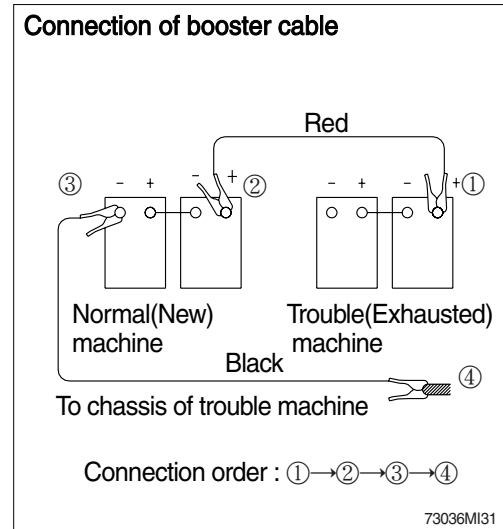 Connection of booster cable
Red
③ - + - + ② - + - +①
Normal(New) Trouble(Exhausted)
machine machine
Black
④
To chassis of trouble machine
Connection order : ①→②→③→④
73036MI31